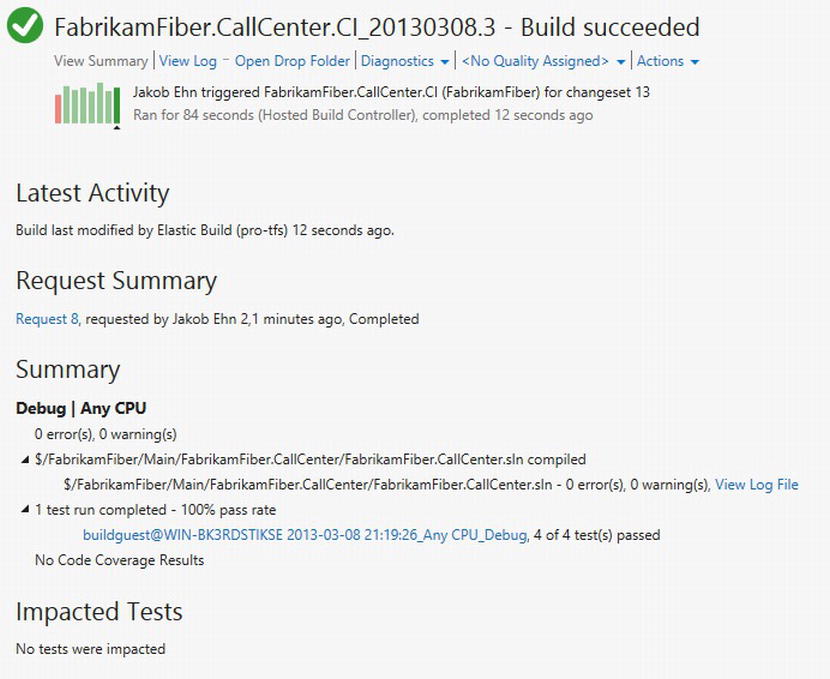 FabrikamFiber.CallCenter.CI_20130308.3 - Build succeeded
View Summary | View Log - Open Drop Folder | Diagnostics | <No Quality Assigned> | Actions
Jakob Ehn triggered FabrikamFiber.CallCenter.CI (FabrikamFiber) for changeset 13
Ran for 84 seconds (Hosted Build Controller), completed 12 seconds ago
Latest Activity
Build last modified by Elastic Build (pro-tfs) 12 seconds ago.
Request Summary
Request 8, requested by Jakob Ehn 2,1 minutes ago, Completed
Summary
Debug | Any CPU
0 error(s), 0 warning(s)
$/FabrikamFiber/Main/FabrikamFiber.CallCenter/FabrikamFiber.CallCenter.sln compiled
$/FabrikamFiber/Main/FabrikamFiber.CallCenter/FabrikamFiber.CallCenter.sln - 0 error(s), 0 warning(s), View Log File
1 test run completed - 100% pass rate
buildguest@WIN-BK3RDSTIKSE 2013-03-08 21:19:26_Any CPU_Debug, 4 of 4 test(s) passed
No Code Coverage Results
Impacted Tests
No tests were impacted